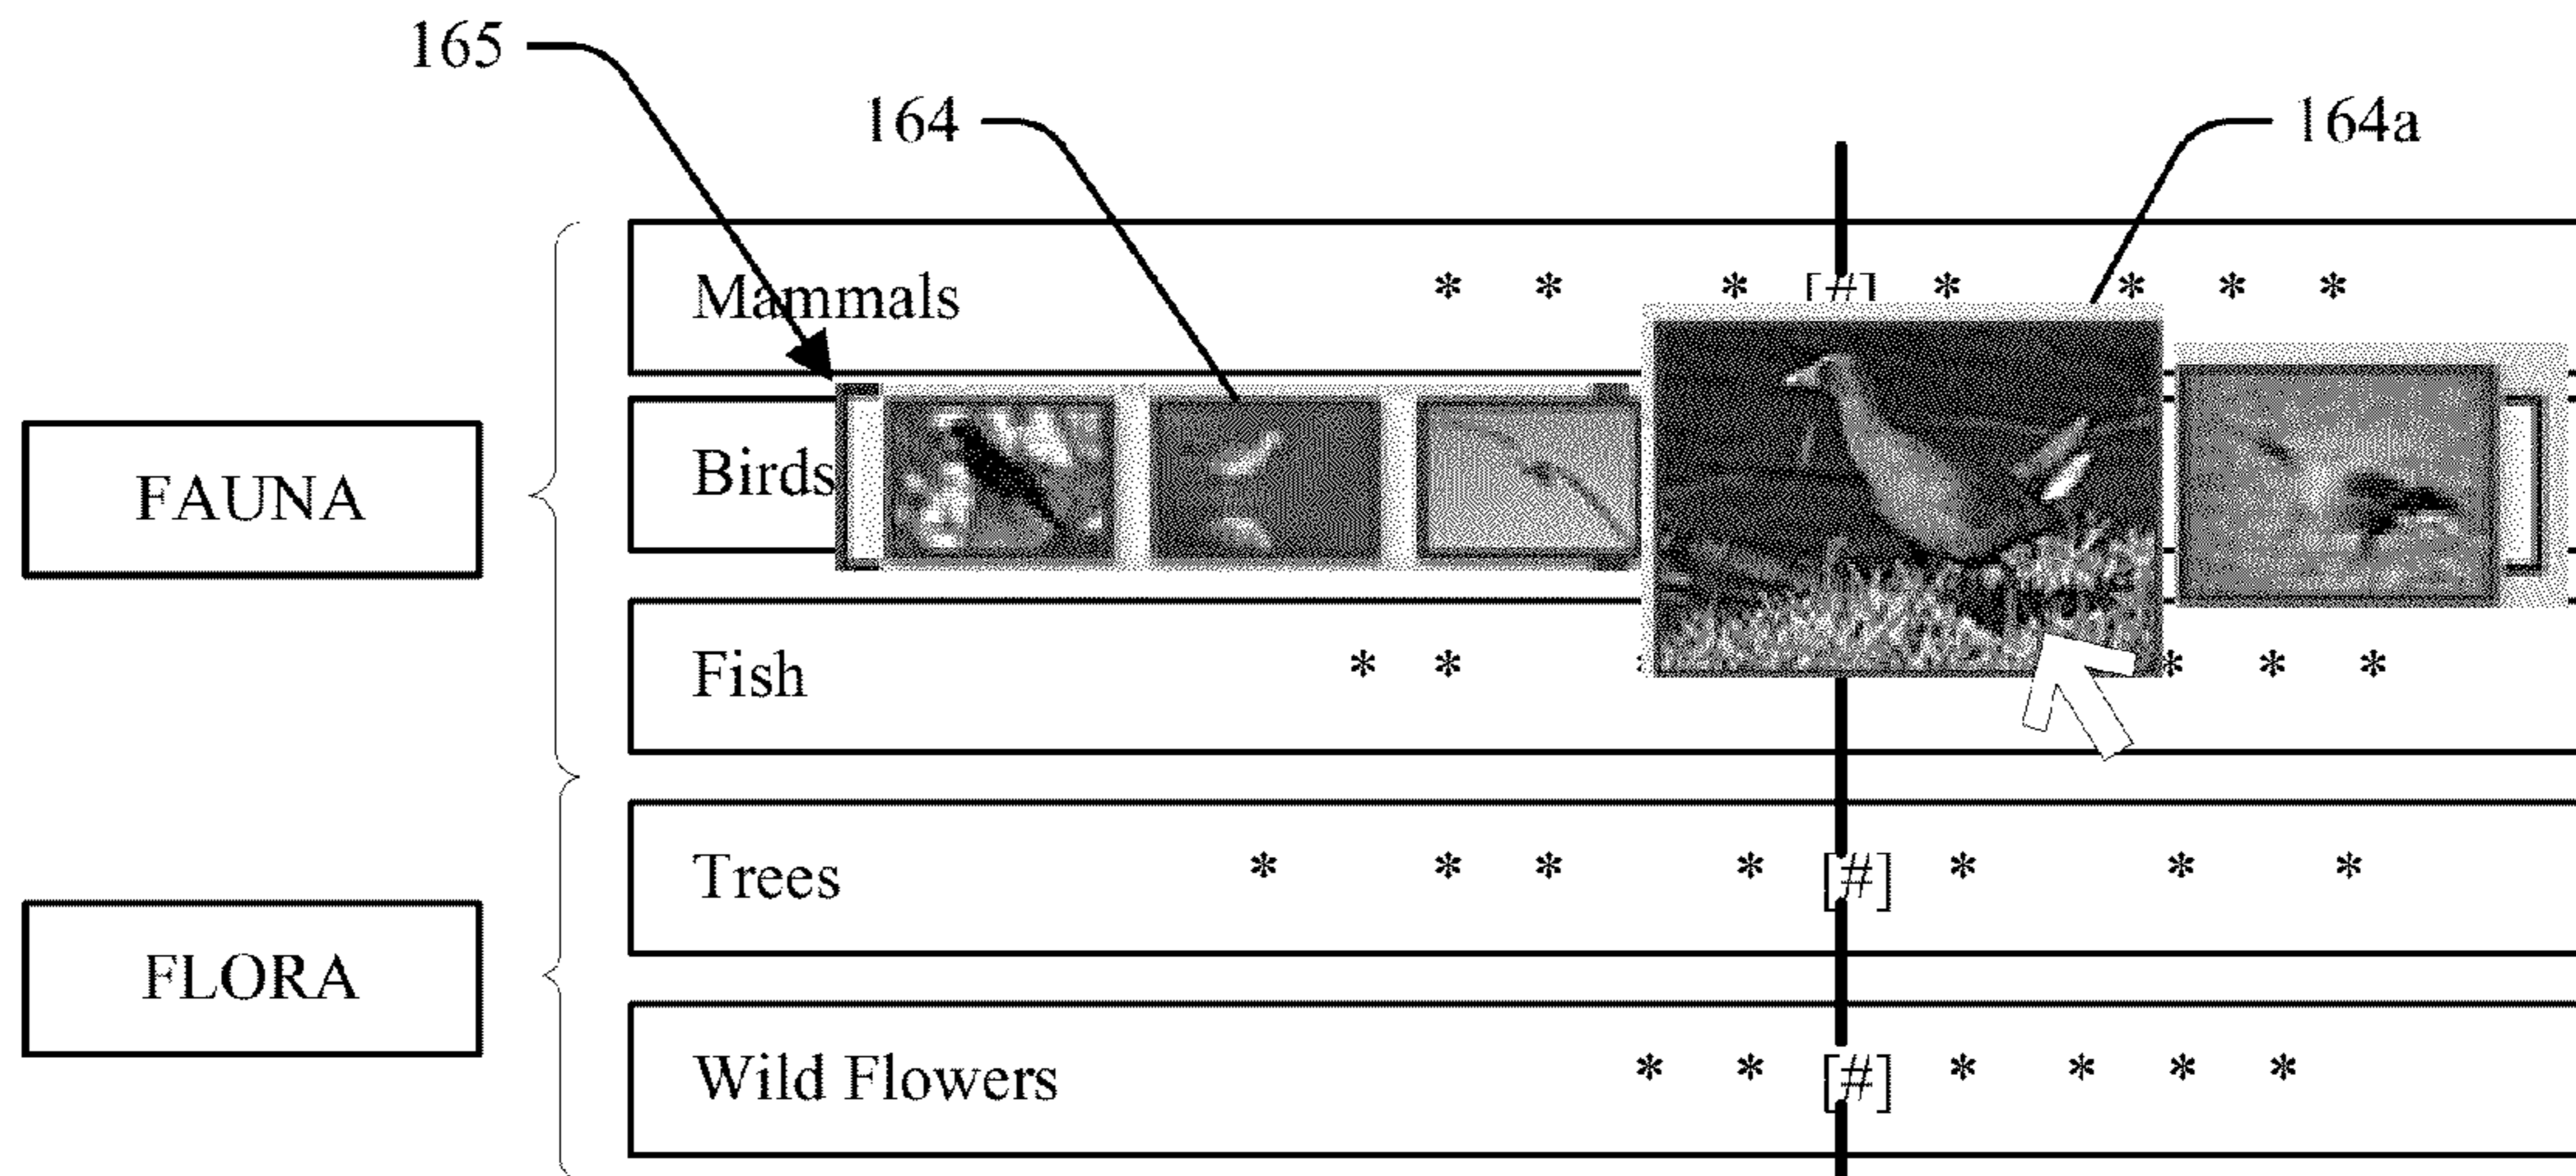 165
164
164a
Mammals * * * [#] * * * *
FAUNA
Birds
Fish * * * * *
Trees * * * * [#] * * *
FLORA
Wild Flowers * * [#] * * * *